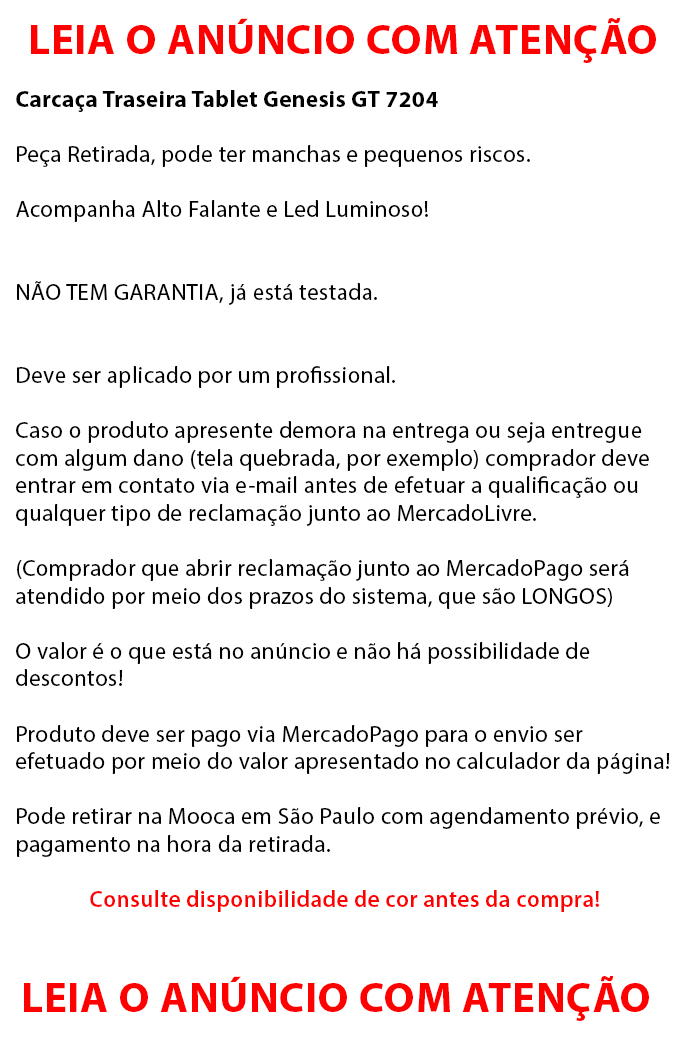 LEIA O ANÚNCIO COM ATENÇÃO
Carcaça Traseira Tablet Genesis GT 7204
Peça Retirada, pode ter manchas e pequenos riscos.
Acompanha Alto Falante e Led Luminoso!
NÃO TEM GARANTIA, já está testada.
Deve ser aplicado por um profissional.
Caso o produto apresente demora na entrega ou seja entregue
com algum dano (tela quebrada, por exemplo) comprador deve
entrar em contato via e-mail antes de efetuar a qualificação ou
qualquer tipo de reclamação junto ao MercadoLivre.
(Comprador que abrir reclamação junto ao MercadoPago será
atendido por meio dos prazos do sistema, que são LONGOS)
O valor é o que está no anúncio e não há possibilidade de
descontos!
Produto deve ser pago via MercadoPago para o envio ser
efetuado por meio do valor apresentado no calculador da página!
Pode retirar na Mooca em São Paulo com agendamento prévio, e
pagamento na hora da retirada.
Consulte disponibilidade de cor antes da compra!
LEIA O ANÚNCIO COM ATENÇÃO